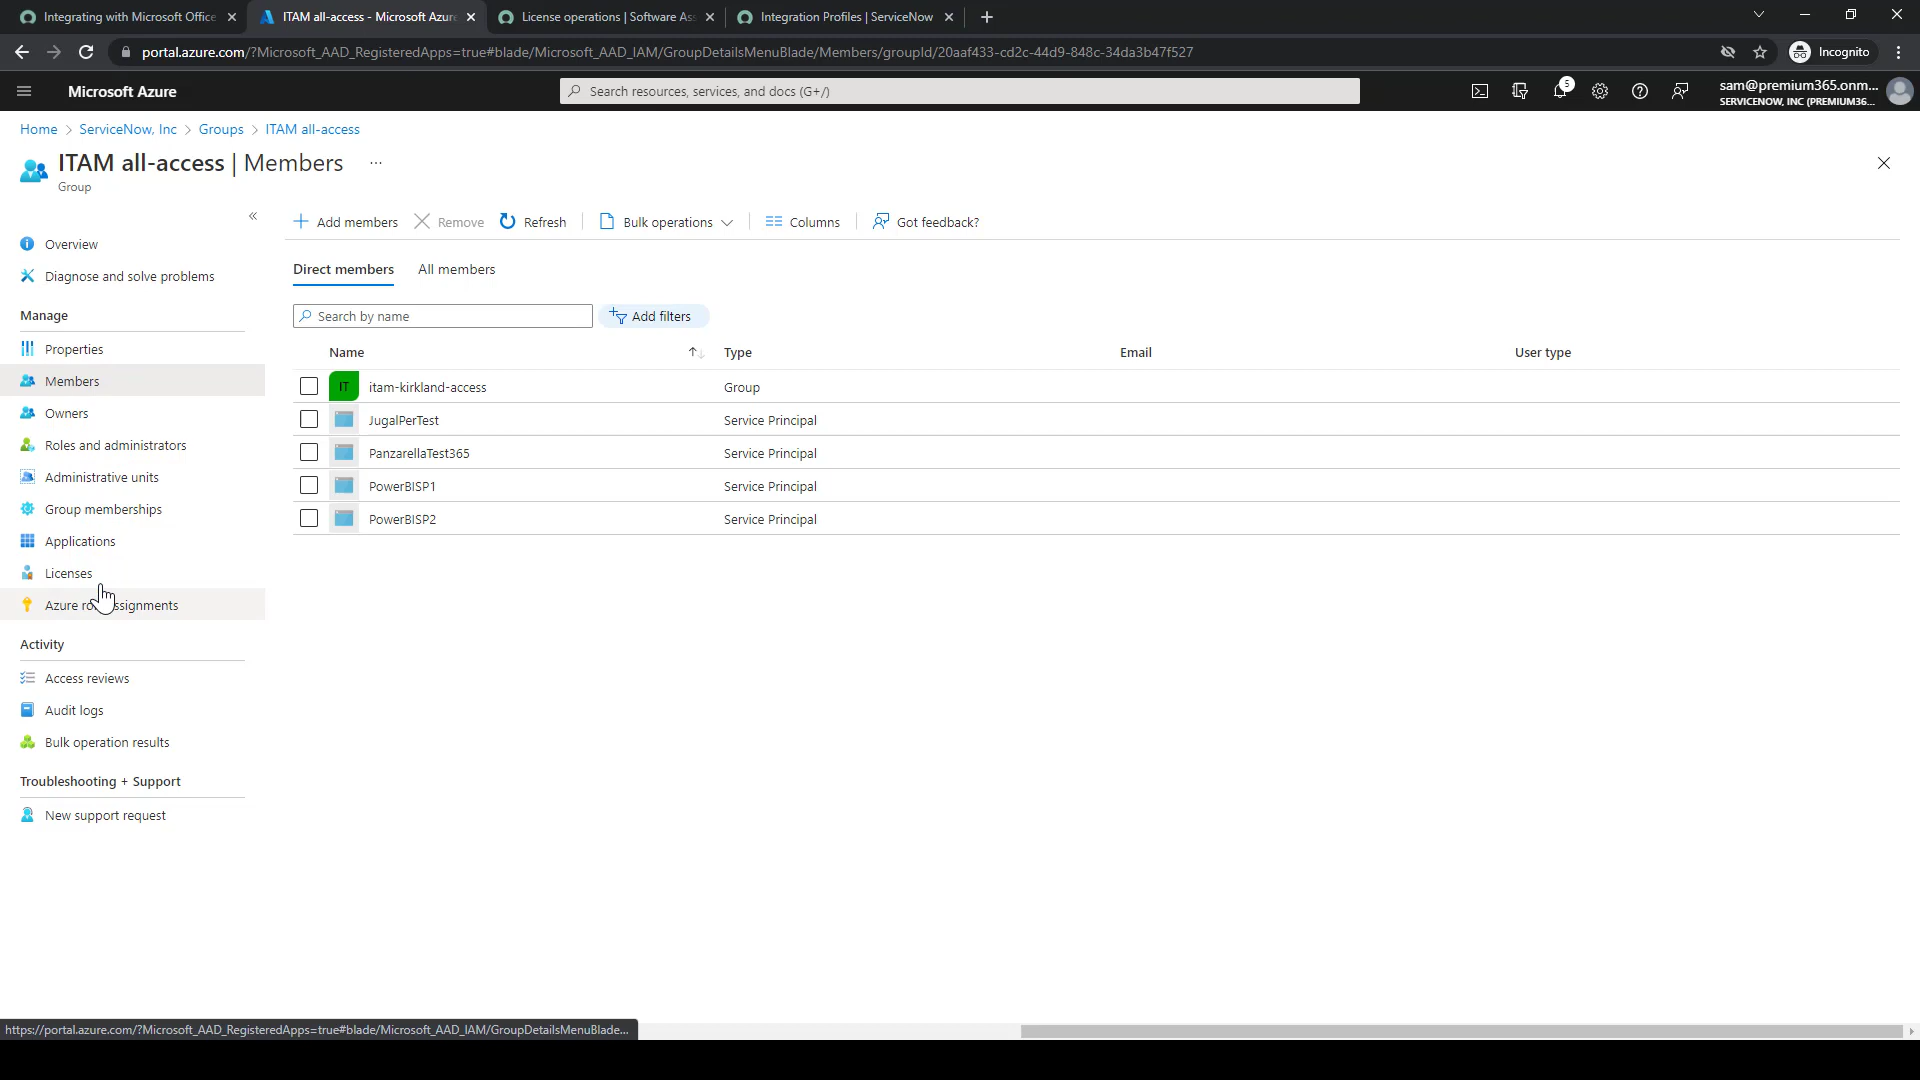 Integrating with Microsoft Office
ITAM all-access - Microsoft Azure
License operations | Software Ass
Integration Profiles | ServiceNow
portal.azure.com/?Microsoft_AAD_RegisteredApps=true#blade/Microsoft_AAD_IAM/GroupDetailsMenuBlade/Members/groupId/20aaf433-cd2c-44d9-848c-34da3b47f527
Incognito
Microsoft Azure
Search resources, services, and docs (G+/)
5
sam@premium365.onm...
SERVICENOW, INC (PREMIUM36...
Home > ServiceNow, Inc > Groups > ITAM all-access
ITAM all-access | Members ...
Group
Add members
Remove
Refresh
Bulk operations
Columns
Got feedback?
Overview
Diagnose and solve problems
Manage
Properties
Members
Owners
Roles and administrators
Administrative units
Group memberships
Applications
Licenses
Azure ro ssignments
Activity
Access reviews
Audit logs
Bulk operation results
Troubleshooting + Support
New support request
Direct members
All members
Search by name
Add filters
Name Type Email User type
IT itam-kirkland-access Group
JugalPerTest Service Principal
PanzarellaTest365 Service Principal
PowerBISP1 Service Principal
PowerBISP2 Service Principal
https://portal.azure.com/?Microsoft_AAD_RegisteredApps=true#blade/Microsoft_AAD_IAM/GroupDetailsMenuBlade...